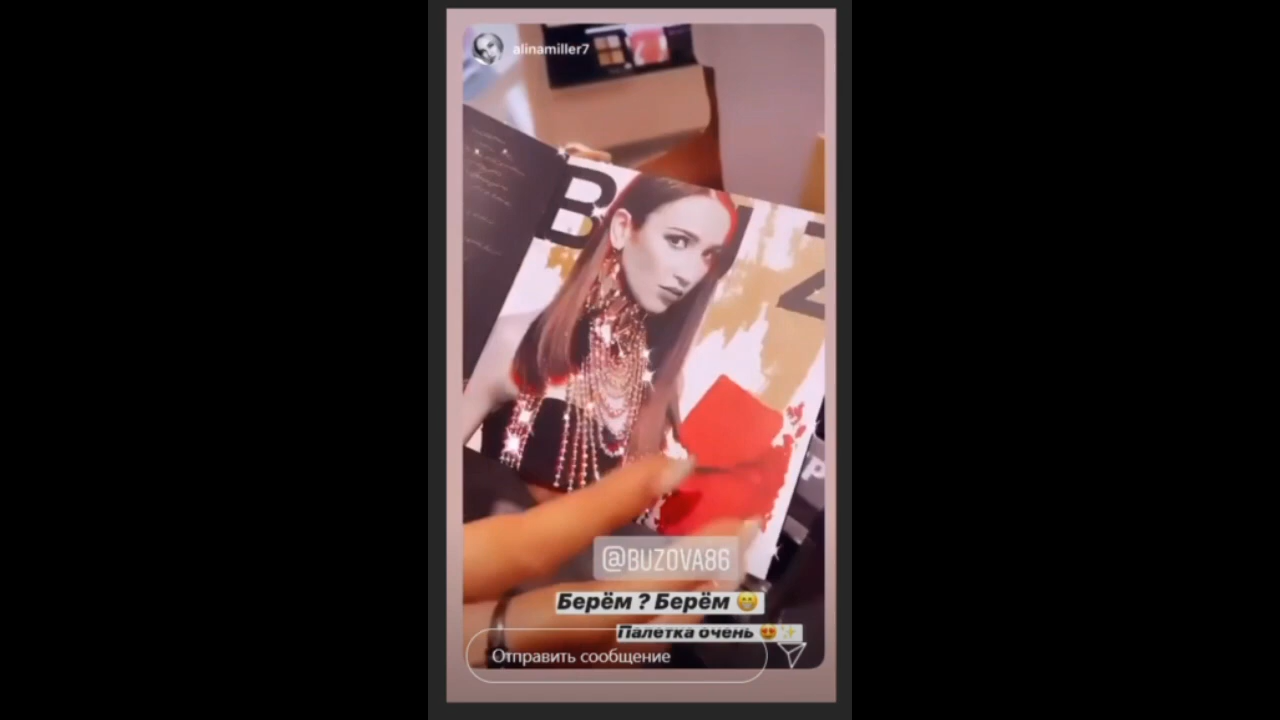 alinamiller7
B Z
@BUZOVA86
Берём ? Берём 😁
Палетка очень 😍✨
Отправить сообщение